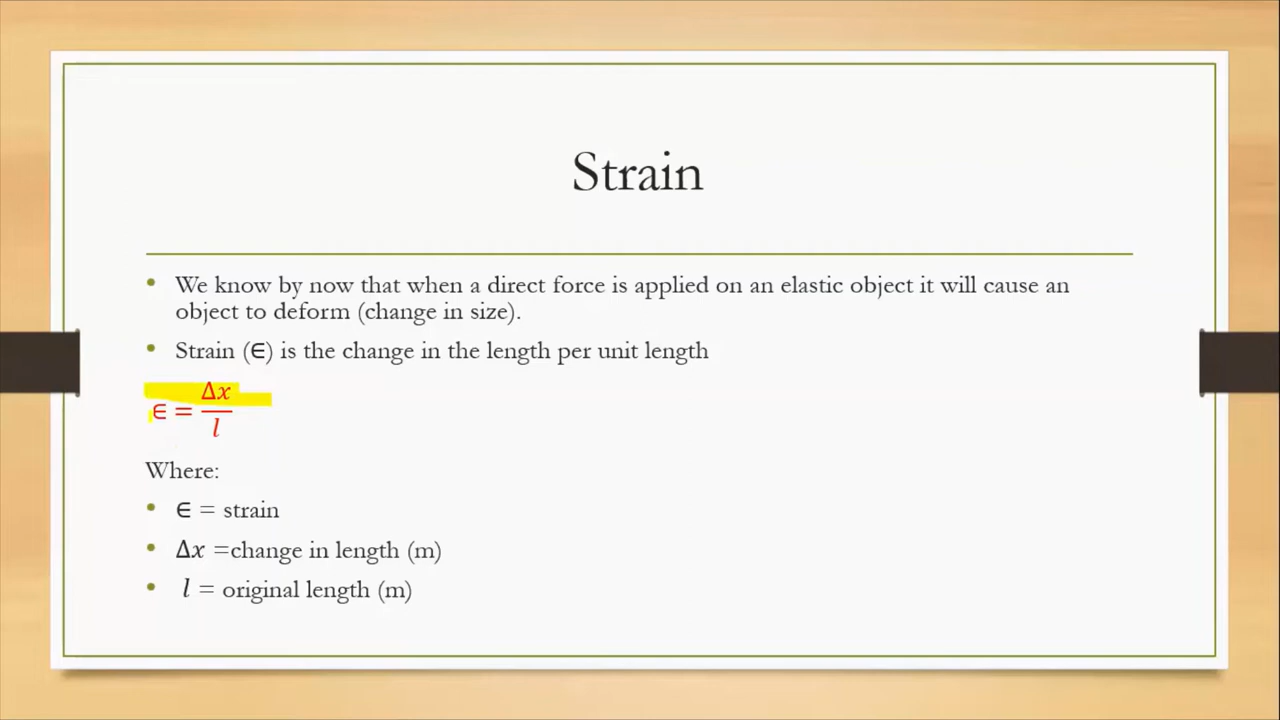 Strain
• We know by now that when a direct force is applied on an elastic object it will cause an
object to deform (change in size).
• Strain (∈) is the change in the length per unit length
∈ = Δx/l
Where:
• ∈ = strain
• Δx =change in length (m)
• l = original length (m)